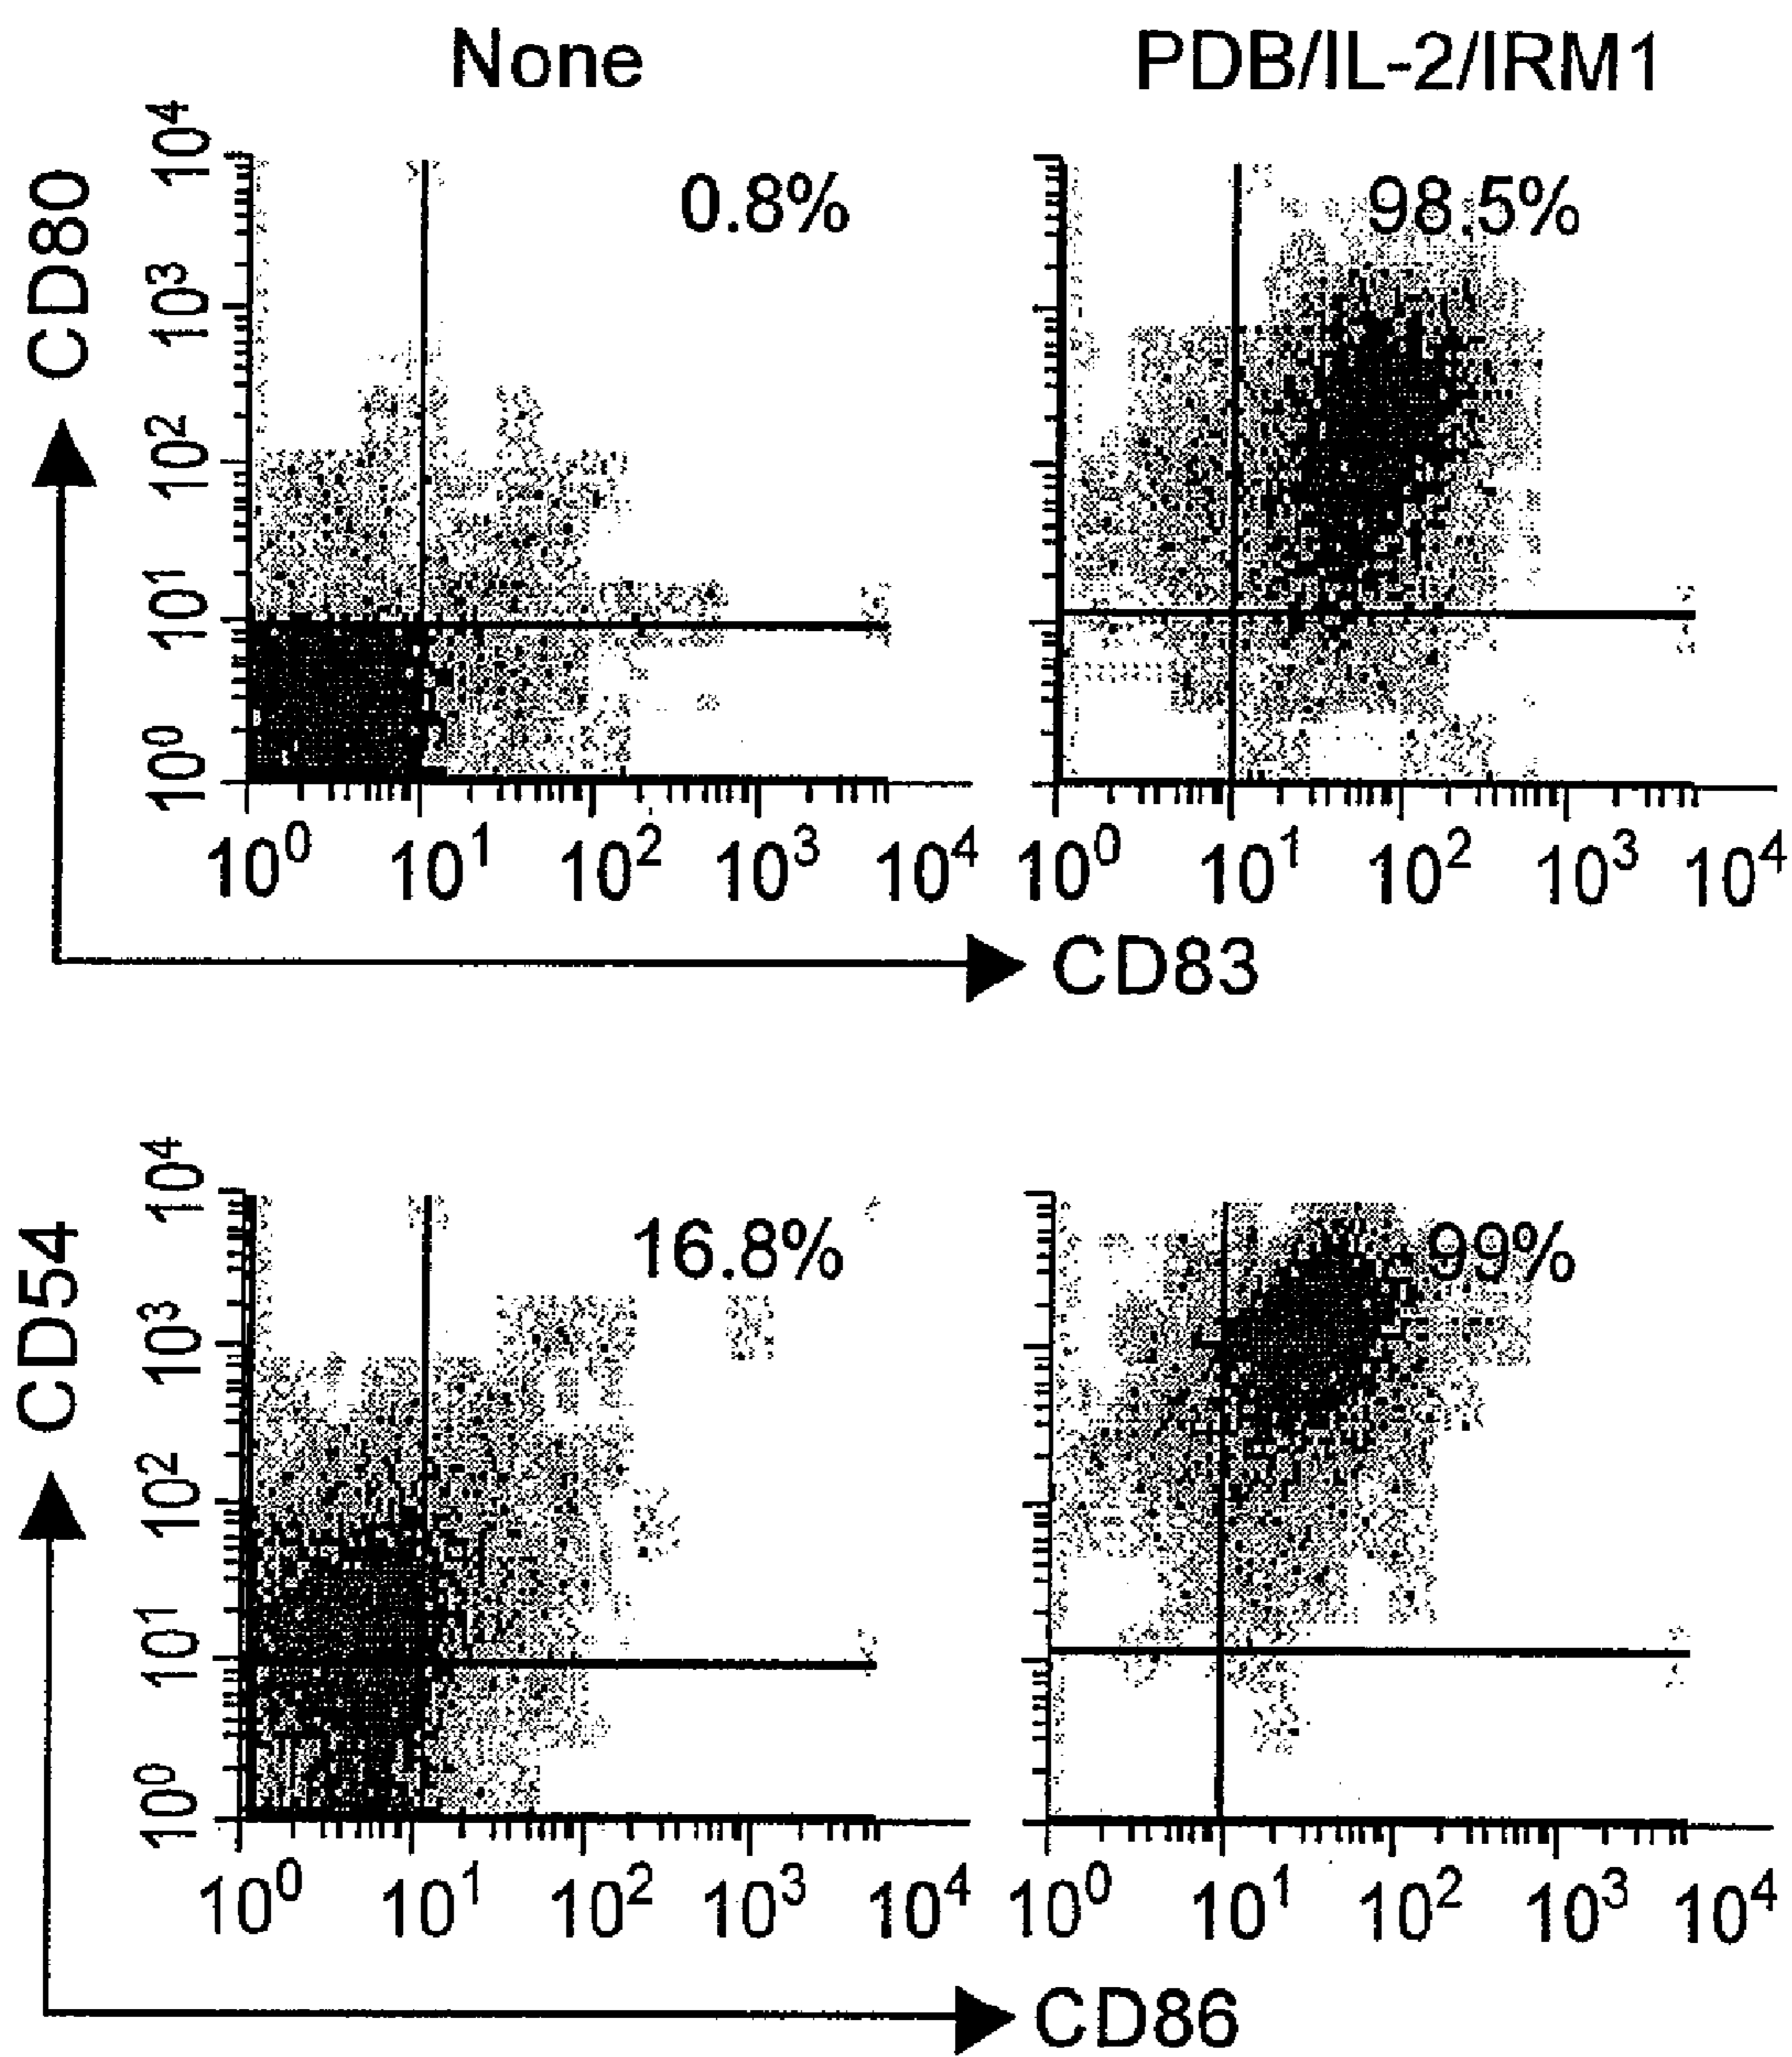 None PDB/IL-2/IRM1
CD80
10⁴
10³
10²
10¹
10⁰
0.8%
98.5%
10⁰ 10¹ 10² 10³ 10⁴ 10⁰ 10¹ 10² 10³ 10⁴
CD83
CD54
10⁴
10³
10²
10¹
10⁰
16.8%
99%
10⁰ 10¹ 10² 10³ 10⁴ 10⁰ 10¹ 10² 10³ 10⁴
CD86